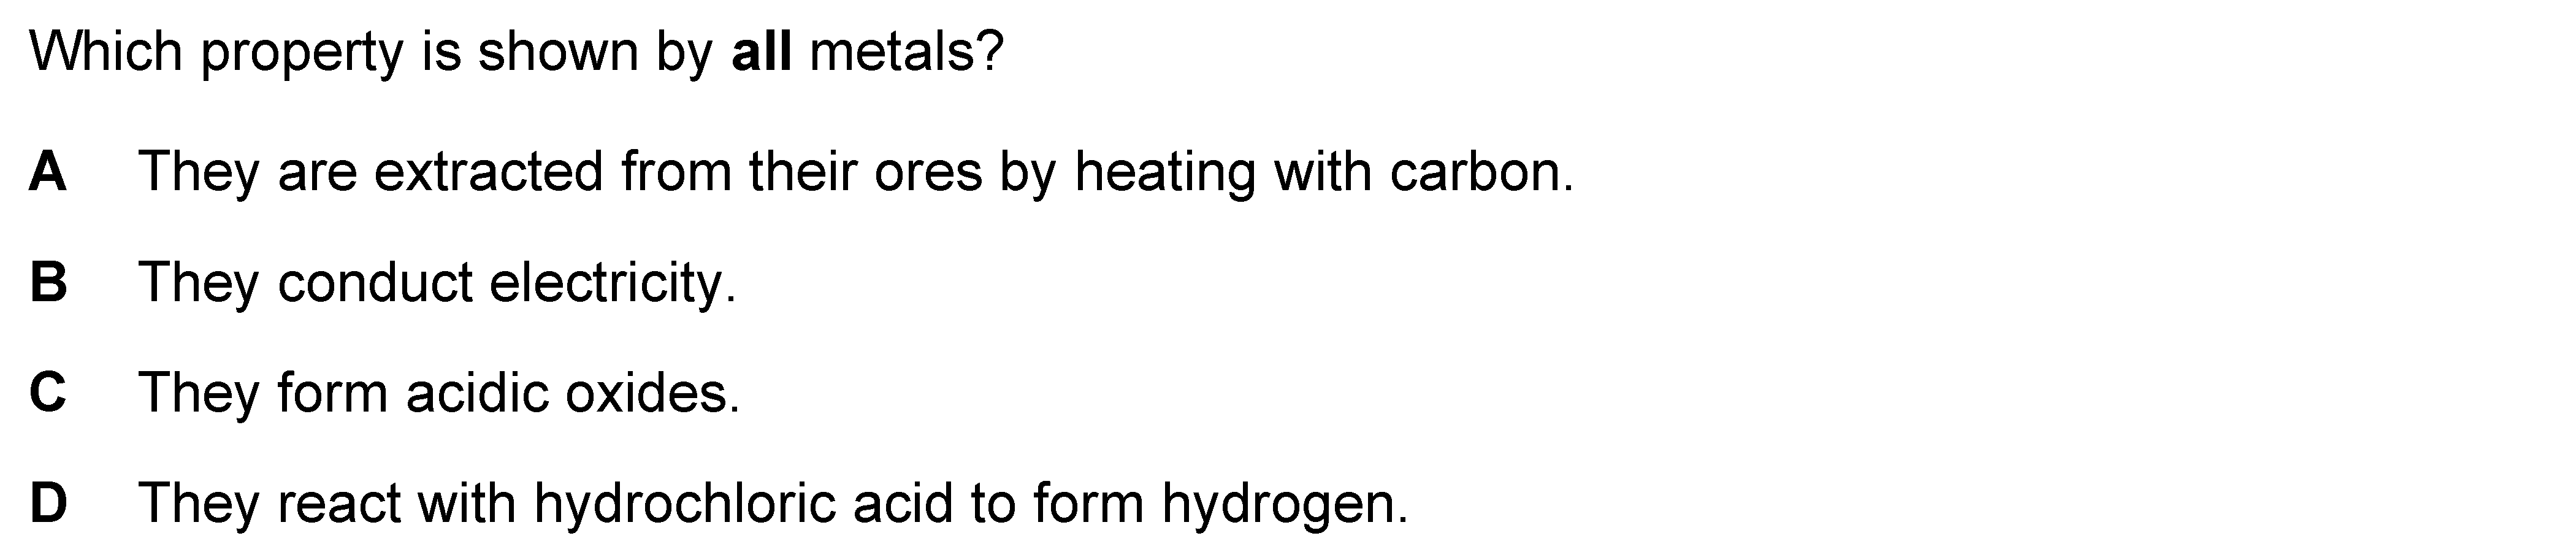 Which property is shown by all metals?
A They are extracted from their ores by heating with carbon.
B They conduct electricity.
C They form acidic oxides.
D They react with hydrochloric acid to form hydrogen.